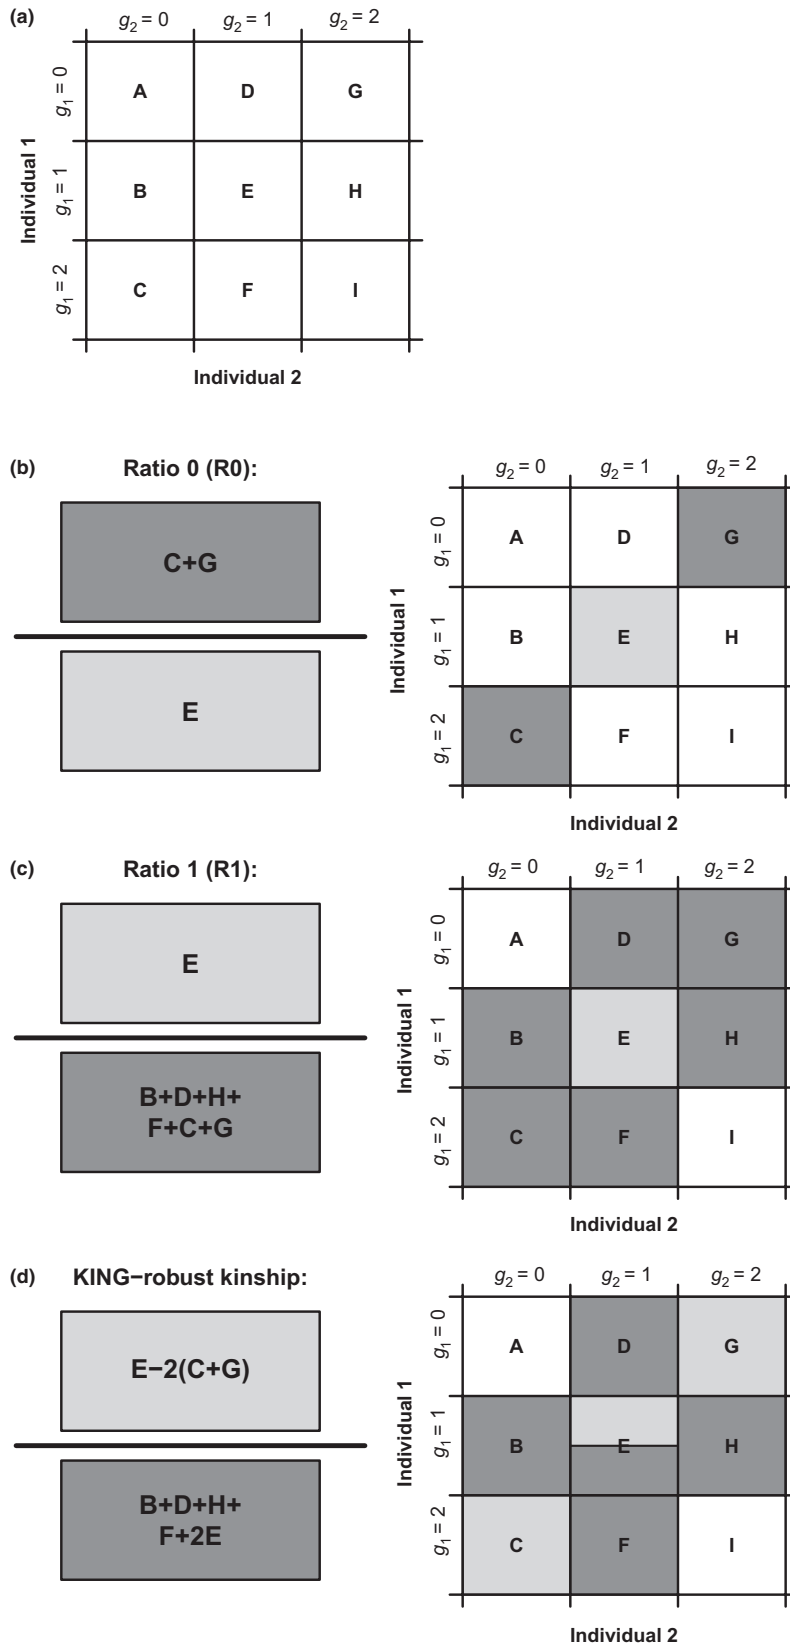 (a)
g₂ = 0 g₂ = 1 g₂ = 2
Individual 1
g₁ = 0
A D G
g₁ = 1
B E H
g₁ = 2
C F I
Individual 2
(b)
Ratio 0 (R0):
C+G
E
g₂ = 0 g₂ = 1 g₂ = 2
Individual 1
g₁ = 0
A D G
g₁ = 1
B E H
g₁ = 2
C F I
Individual 2
(c)
Ratio 1 (R1):
E
B+D+H+
F+C+G
g₂ = 0 g₂ = 1 g₂ = 2
Individual 1
g₁ = 0
A D G
g₁ = 1
B E H
g₁ = 2
C F I
Individual 2
(d)
KING−robust kinship:
E−2(C+G)
B+D+H+
F+2E
g₂ = 0 g₂ = 1 g₂ = 2
Individual 1
g₁ = 0
A D G
g₁ = 1
B E H
g₁ = 2
C F I
Individual 2